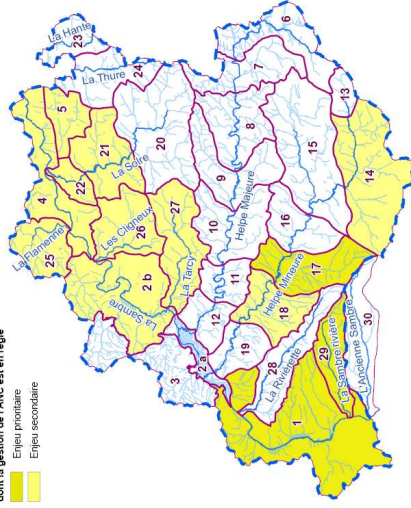 dont la gestion de l'ANC est en régie
Enjeu prioritaire
Enjeu secondaire
La Hante
23
6
La Thure
24
7
5
4
21
22
La Solre
20
8
13
La Flamenne
25
Les Cligneux
26
27
9
15
14
2 b
La Sambre
La Tarcy
10
Helpe Majeure
16
11
12
17
3
2 a
19
18
Helpe Mineure
28
La Riviérette
29
La Sambre rivière
L'Ancienne Sambre
30
1